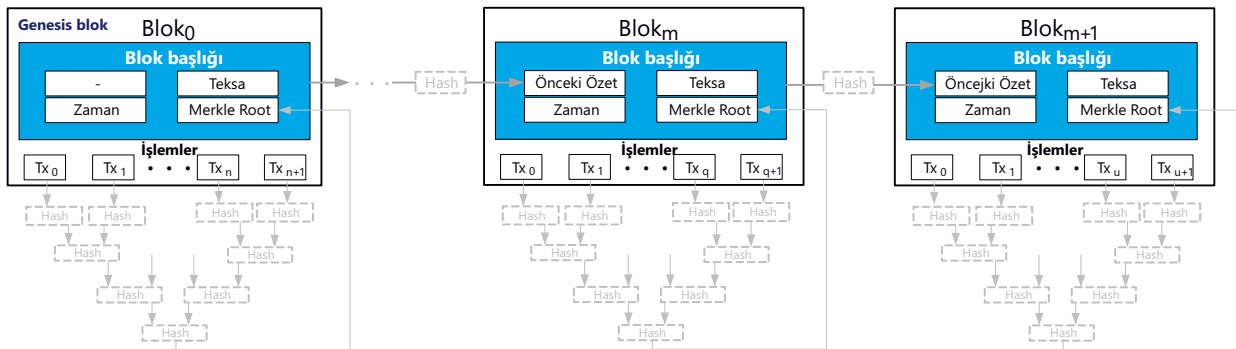 Genesis blok
Blok0
Blok başlığı
- Teksa
Zaman Merkle Root
İşlemler
Tx 0 Tx 1 • • • Tx n Tx n+1
Hash Hash Hash Hash
Hash Hash
Hash Hash
Hash
• • •
Hash
Blokm
Blok başlığı
Önceki Özet Teksa
Zaman Merkle Root
İşlemler
Tx 0 Tx 1 • • • Tx q Tx q+1
Hash Hash Hash Hash
Hash Hash
Hash Hash
Hash
Hash
Blokm+1
Blok başlığı
Öncejki Özet Teksa
Zaman Merkle Root
İşlemler
Tx 0 Tx 1 • • • Tx u Tx u+1
Hash Hash Hash Hash
Hash Hash
Hash Hash
Hash